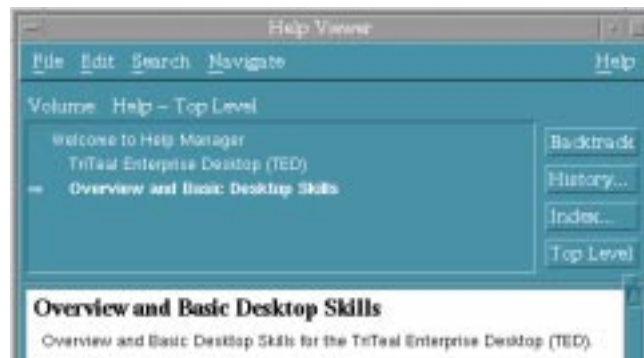 Help Viewer
File Edit Search Navigate Help
Volume: Help – Top Level
Welcome to Help Manager
TriTeal Enterprise Desktop (TED)
Overview and Basic Desktop Skills
Backtrack
History...
Index...
Top Level
Overview and Basic Desktop Skills
Overview and Basic Desktop Skills for the TriTeal Enterprise Desktop (TED).